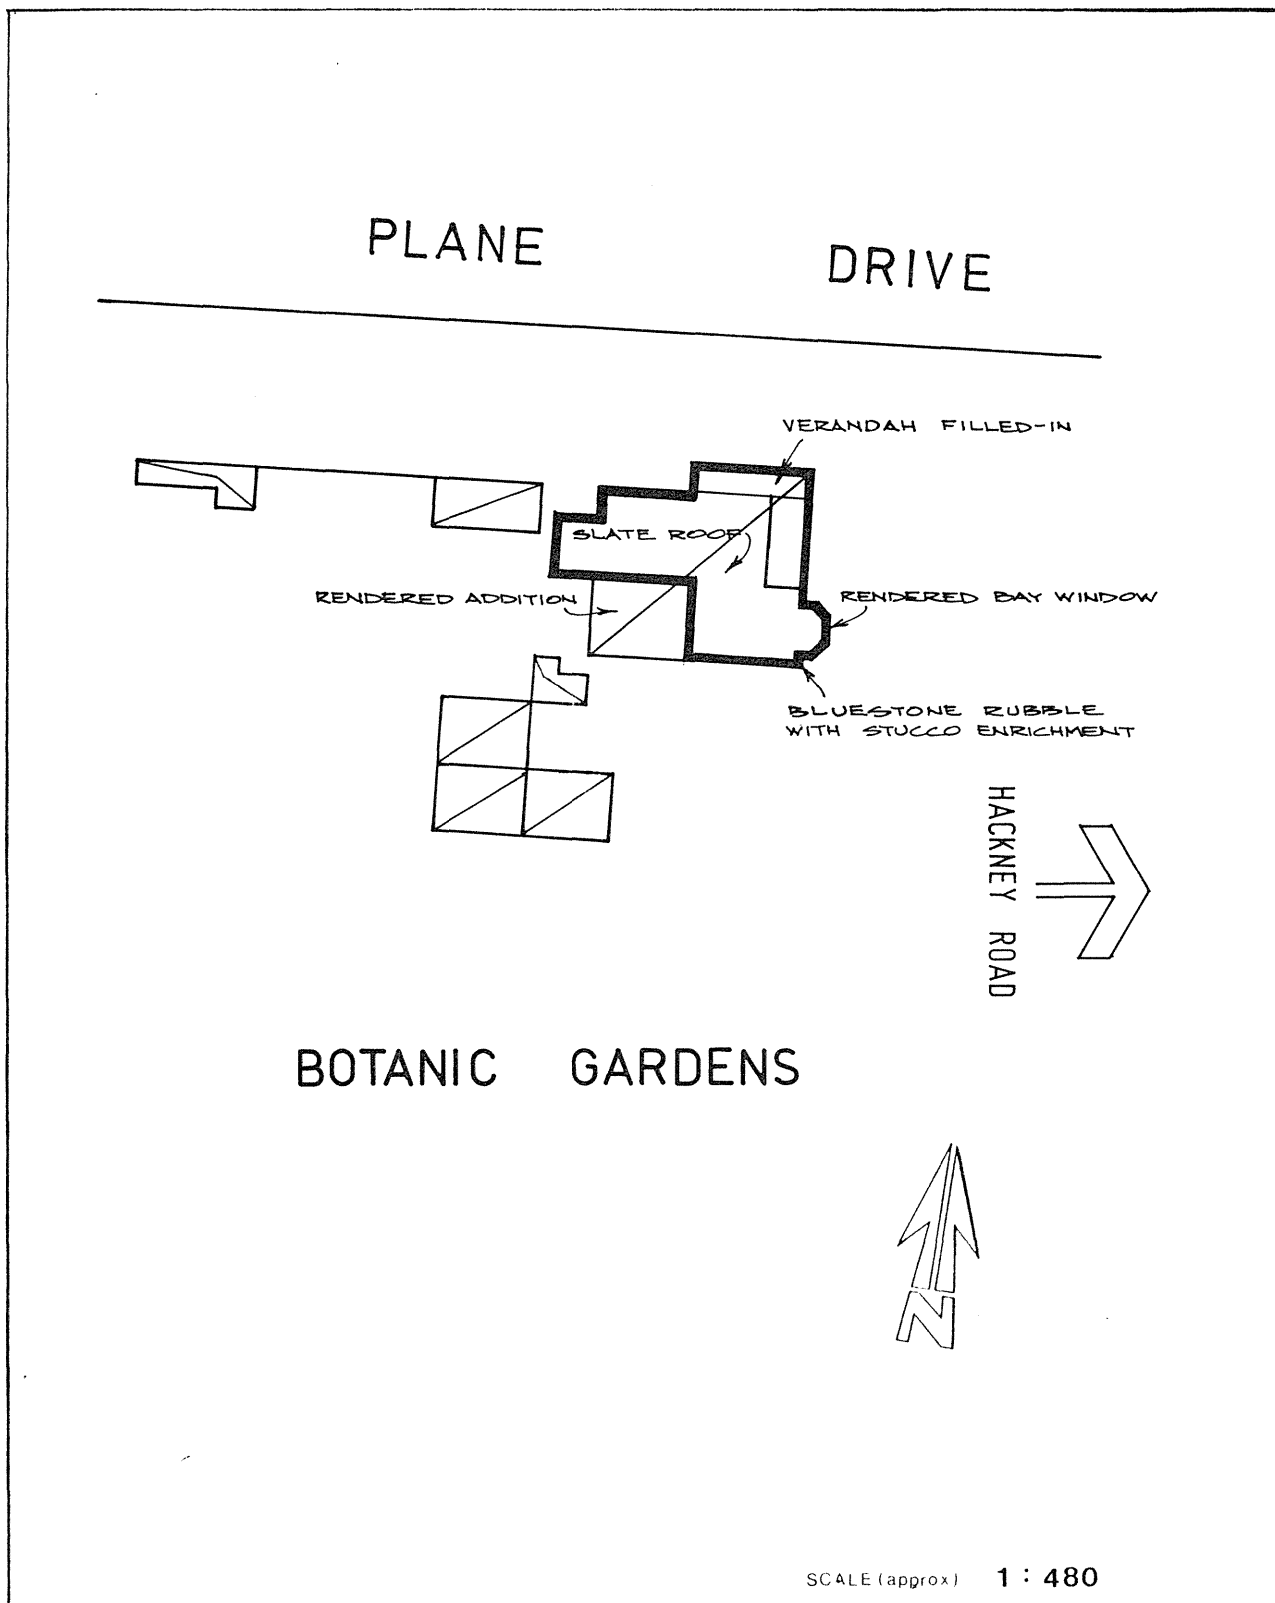 PLANE DRIVE
VERANDAH FILLED-IN
SLATE ROOF
RENDERED ADDITION
RENDERED BAY WINDOW
BLUESTONE RUBBLE
WITH STUCCO ENRICHMENT
HACKNEY ROAD
BOTANIC GARDENS
N
SCALE (approx) 1 : 480